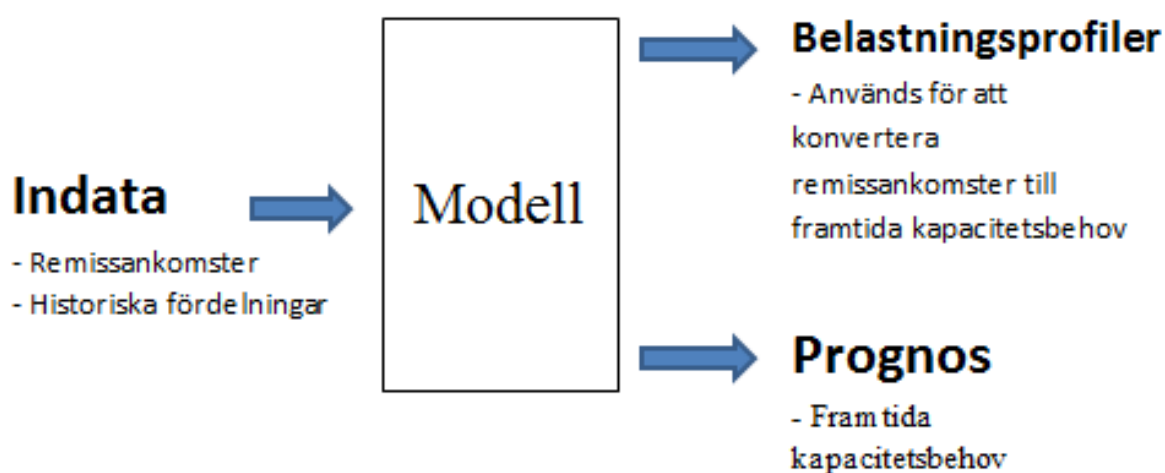 Indata
- Remissankomster
- Historiska fördelningar
Modell
Belastningsprofiler
- Används för att
konvertera
remissankomster till
framtida kapacitetsbehov
Prognos
- Framtida
kapacitetsbehov